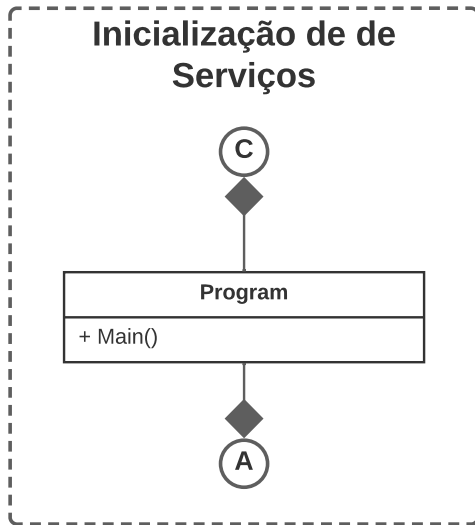 Inicialização de de
Serviços
C
Program
+ Main()
A